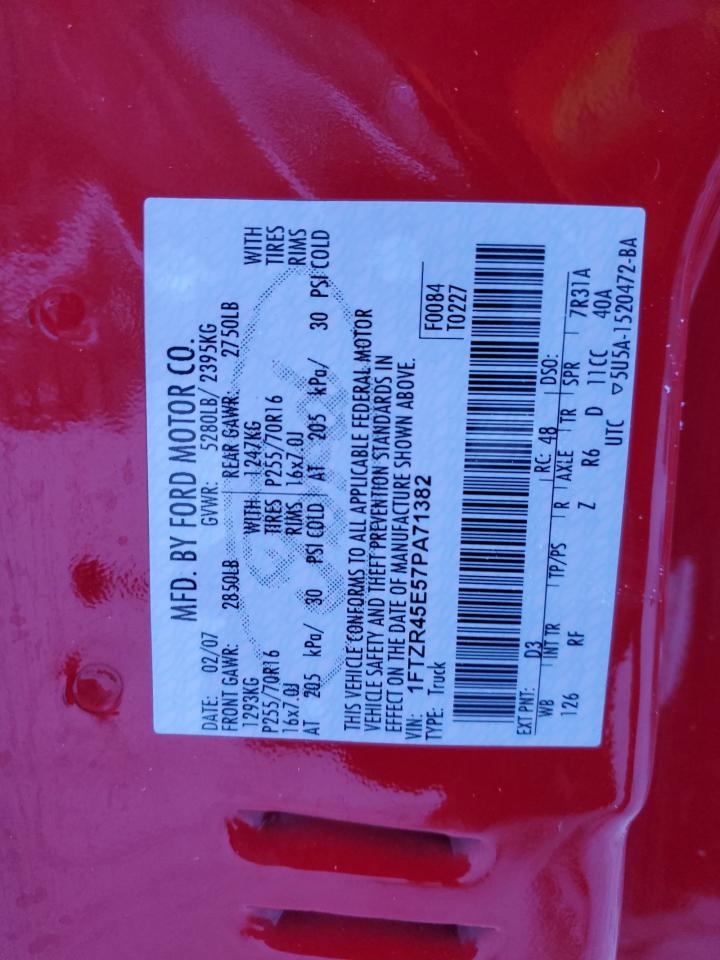 MFD. BY FORD MOTOR CO.
DATE: 02/07 GVWR: 5280LB/ 2395KG
FRONT GAWR: 2850LB REAR GAWR: 2750LB
1293KG WITH 1247KG WITH
P255/70R16 TIRES P255/70R16 TIRES
16x7.0J RIMS 16x7.0J RIMS
AT 205 kPa/ 30 PSI COLD AT 205 kPa/ 30 PSI COLD
THIS VEHICLE CONFORMS TO ALL APPLICABLE FEDERAL MOTOR
VEHICLE SAFETY AND THEFT PREVENTION STANDARDS IN
EFFECT ON THE DATE OF MANUFACTURE SHOWN ABOVE.
VIN: 1FTZR45E57PA71382 F0084
TYPE: Truck T0227
EXT PNT: D3 RC: 48 DSO:
WB INT TR TP/PS R AXLE TR SPR 7R31A
126 RF Z R6 D 11CC 40A
UTC ▽5U5A-1520472-BA